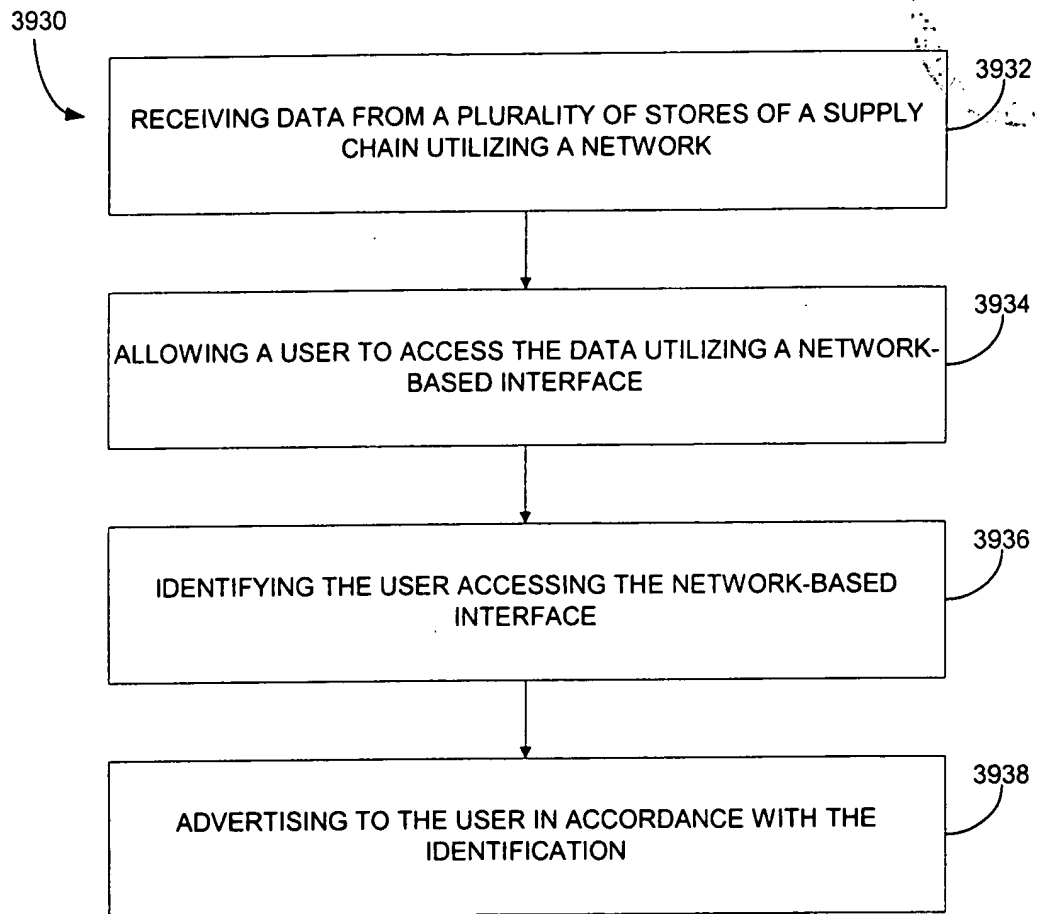 3930
3932
RECEIVING DATA FROM A PLURALITY OF STORES OF A SUPPLY
CHAIN UTILIZING A NETWORK
3934
ALLOWING A USER TO ACCESS THE DATA UTILIZING A NETWORK-
BASED INTERFACE
3936
IDENTIFYING THE USER ACCESSING THE NETWORK-BASED
INTERFACE
3938
ADVERTISING TO THE USER IN ACCORDANCE WITH THE
IDENTIFICATION